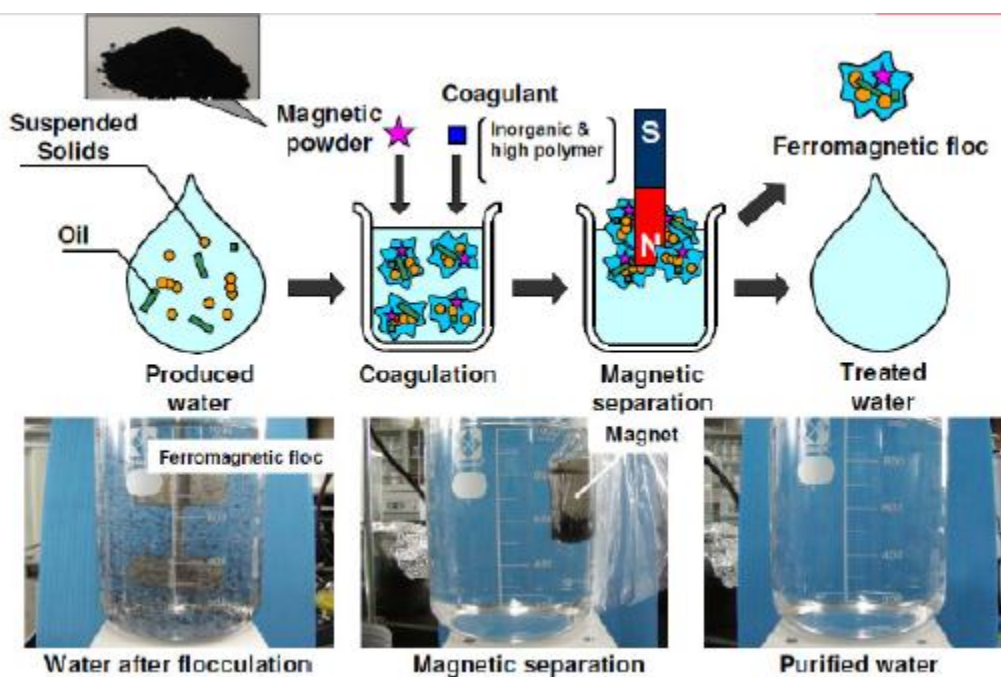 Suspended
Solids
Oil
Magnetic
powder
Coagulant
Inorganic &
high polymer
S
N
Ferromagnetic floc
Produced
water
Coagulation
Magnetic
separation
Treated
water
Ferromagnetic floc
Magnet
Water after flocculation
Magnetic separation
Purified water